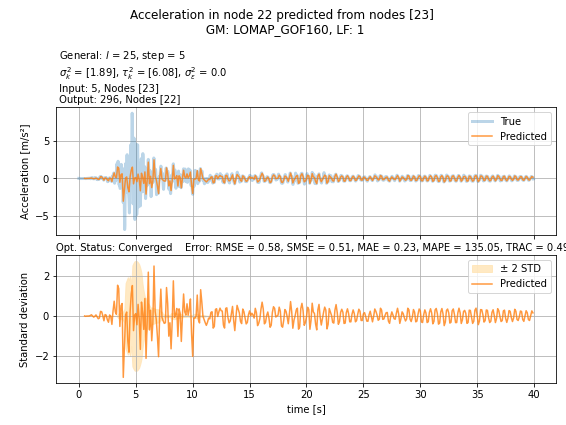 Acceleration in node 22 predicted from nodes [23]
GM: LOMAP_GOF160, LF: 1
General: l = 25, step = 5
σ²ₖ = [1.89], τ²ₖ = [6.08], σ²ε = 0.0
Input: 5, Nodes [23]
Output: 296, Nodes [22]
Acceleration [m/s²]
5
0
−5
True
Predicted
Opt. Status: Converged Error: RMSE = 0.58, SMSE = 0.51, MAE = 0.23, MAPE = 135.05, TRAC = 0.49
Standard deviation
2
0
−2
± 2 STD
Predicted
0 5 10 15 20 25 30 35 40
time [s]